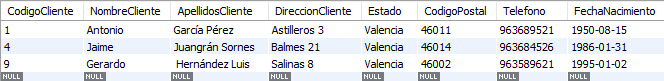 CodigoCliente NombreCliente ApellidosCliente DireccionCliente Estado CodigoPostal Telefono FechaNacimiento
1 Antonio García Pérez Astilleros 3 Valencia 46011 963689521 1950-08-15
4 Jaime Juangrán Sornes Balmes 21 Valencia 46014 963684526 1986-01-31
9 Gerardo Hernández Luis Salinas 8 Valencia 46002 963589621 1995-01-02
NULL NULL NULL NULL NULL NULL NULL NULL